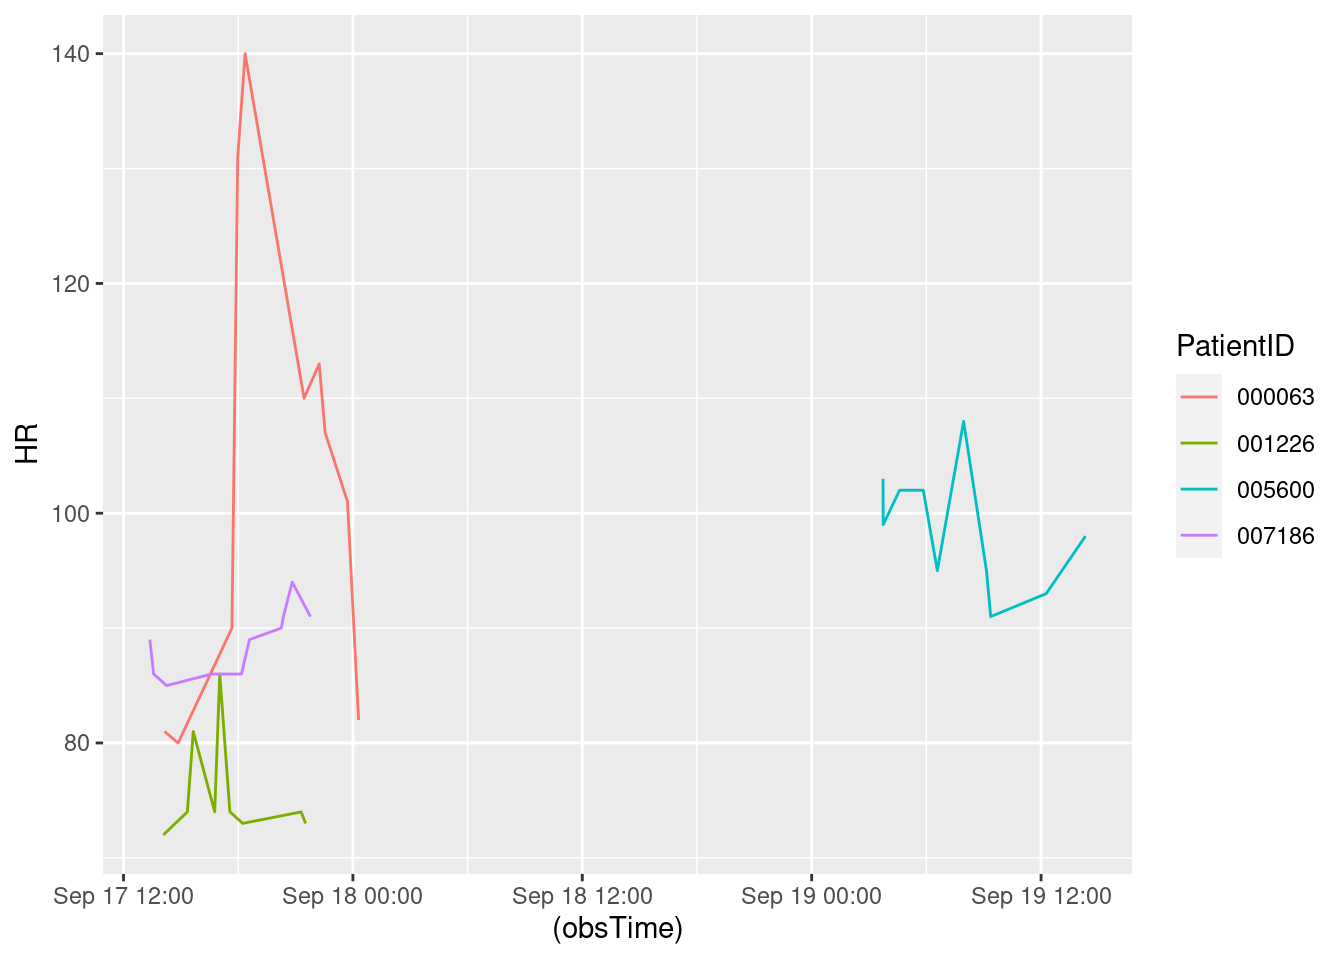 140
120
100
80
HR
Sep 17 12:00
Sep 18 00:00
Sep 18 12:00
Sep 19 00:00
Sep 19 12:00
(obsTime)
PatientID
000063
001226
005600
007186